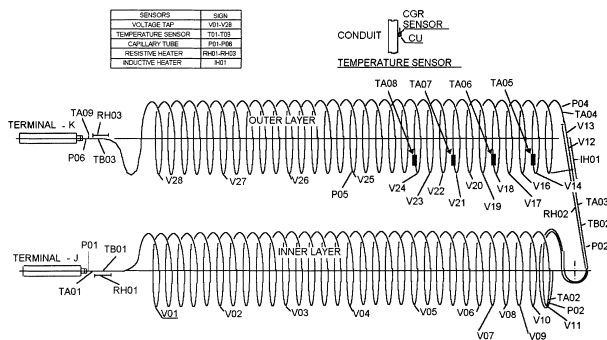 SENSORS SIGN
VOLTAGE TAP V01-V28
TEMPERATURE SENSOR T01-T09
CAPILLARY TUBE P01-P06
RESISTIVE HEATER RH01-RH03
INDUCTIVE HEATER IH01
CGR
SENSOR
CONDUIT
CU
TEMPERATURE SENSOR
TA08 TA07 TA06 TA05
P04
TA04
V13
TA09 RH03
TERMINAL - K
OUTER LAYER
V12
P06 TB03
IH01
V28 V27 V26 V25 V24 V22 V20 V18 V16 V14
P05 V23 V21 V19 V17
TA03
RH02
TB02
P01 TB01
P02
TERMINAL - J
INNER LAYER
TA01 RH01
TA02
P02
V01 V02 V03 V04 V05 V06 V08 V10 V11
V07 V09